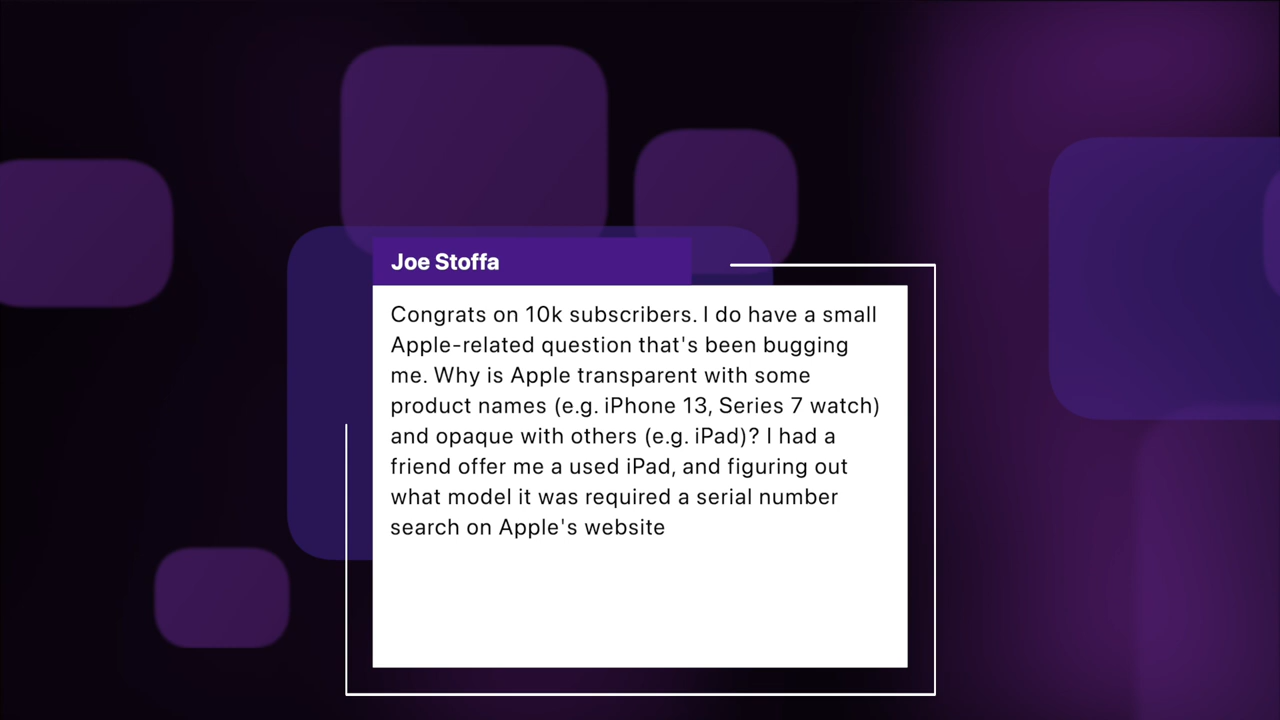 Joe Stoffa
Congrats on 10k subscribers. I do have a small
Apple-related question that's been bugging
me. Why is Apple transparent with some
product names (e.g. iPhone 13, Series 7 watch)
and opaque with others (e.g. iPad)? I had a
friend offer me a used iPad, and figuring out
what model it was required a serial number
search on Apple's website